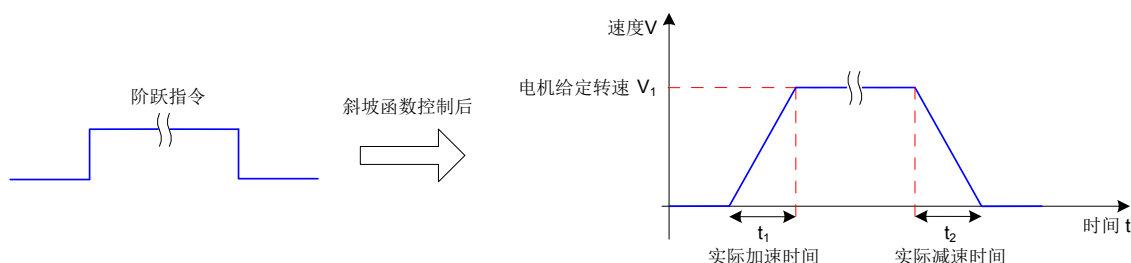 阶跃指令
斜坡函数控制后
速度V
电机给定转速 V₁
时间 t
t₁
t₂
实际加速时间
实际减速时间